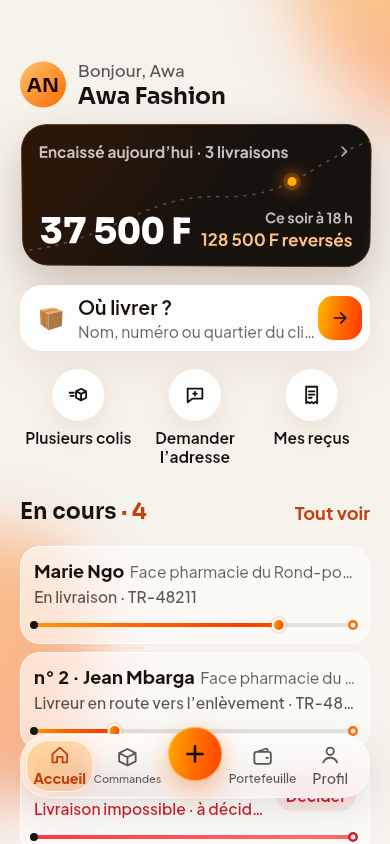 AN
Bonjour, Awa
Awa Fashion
Encaissé aujourd’hui · 3 livraisons
37 500 F
Ce soir à 18 h
128 500 F reversés
Où livrer ?
Nom, numéro ou quartier du cli…
Plusieurs colis
Demander
l’adresse
Mes reçus
En cours · 4
Tout voir
Marie Ngo Face pharmacie du Rond-po…
En livraison · TR-48211
n° 2 · Jean Mbarga Face pharmacie du …
Livreur en route vers l’enlèvement · TR-48…
Accueil
Commandes
Portefeuille
Profil
Livraison impossible · à décid…
Décider